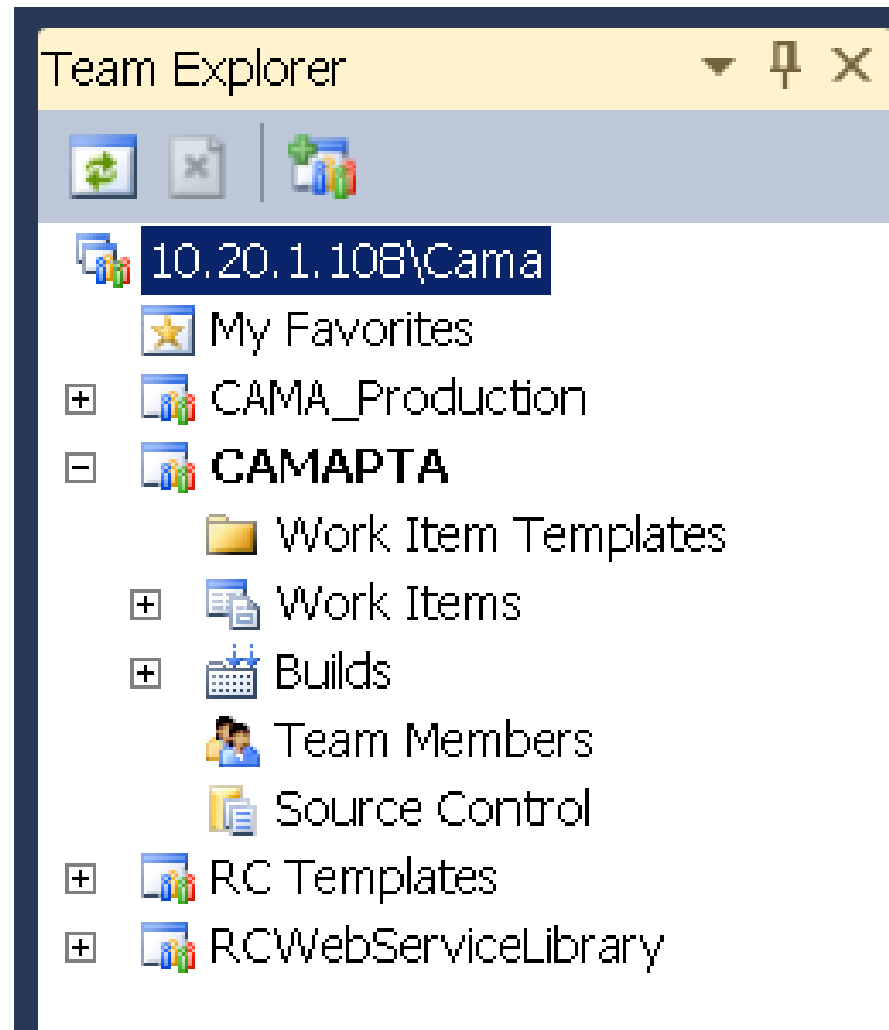 Team Explorer
10.20.1.108\Cama
My Favorites
CAMA_Production
CAMAPTA
Work Item Templates
Work Items
Builds
Team Members
Source Control
RC Templates
RCWebServiceLibrary